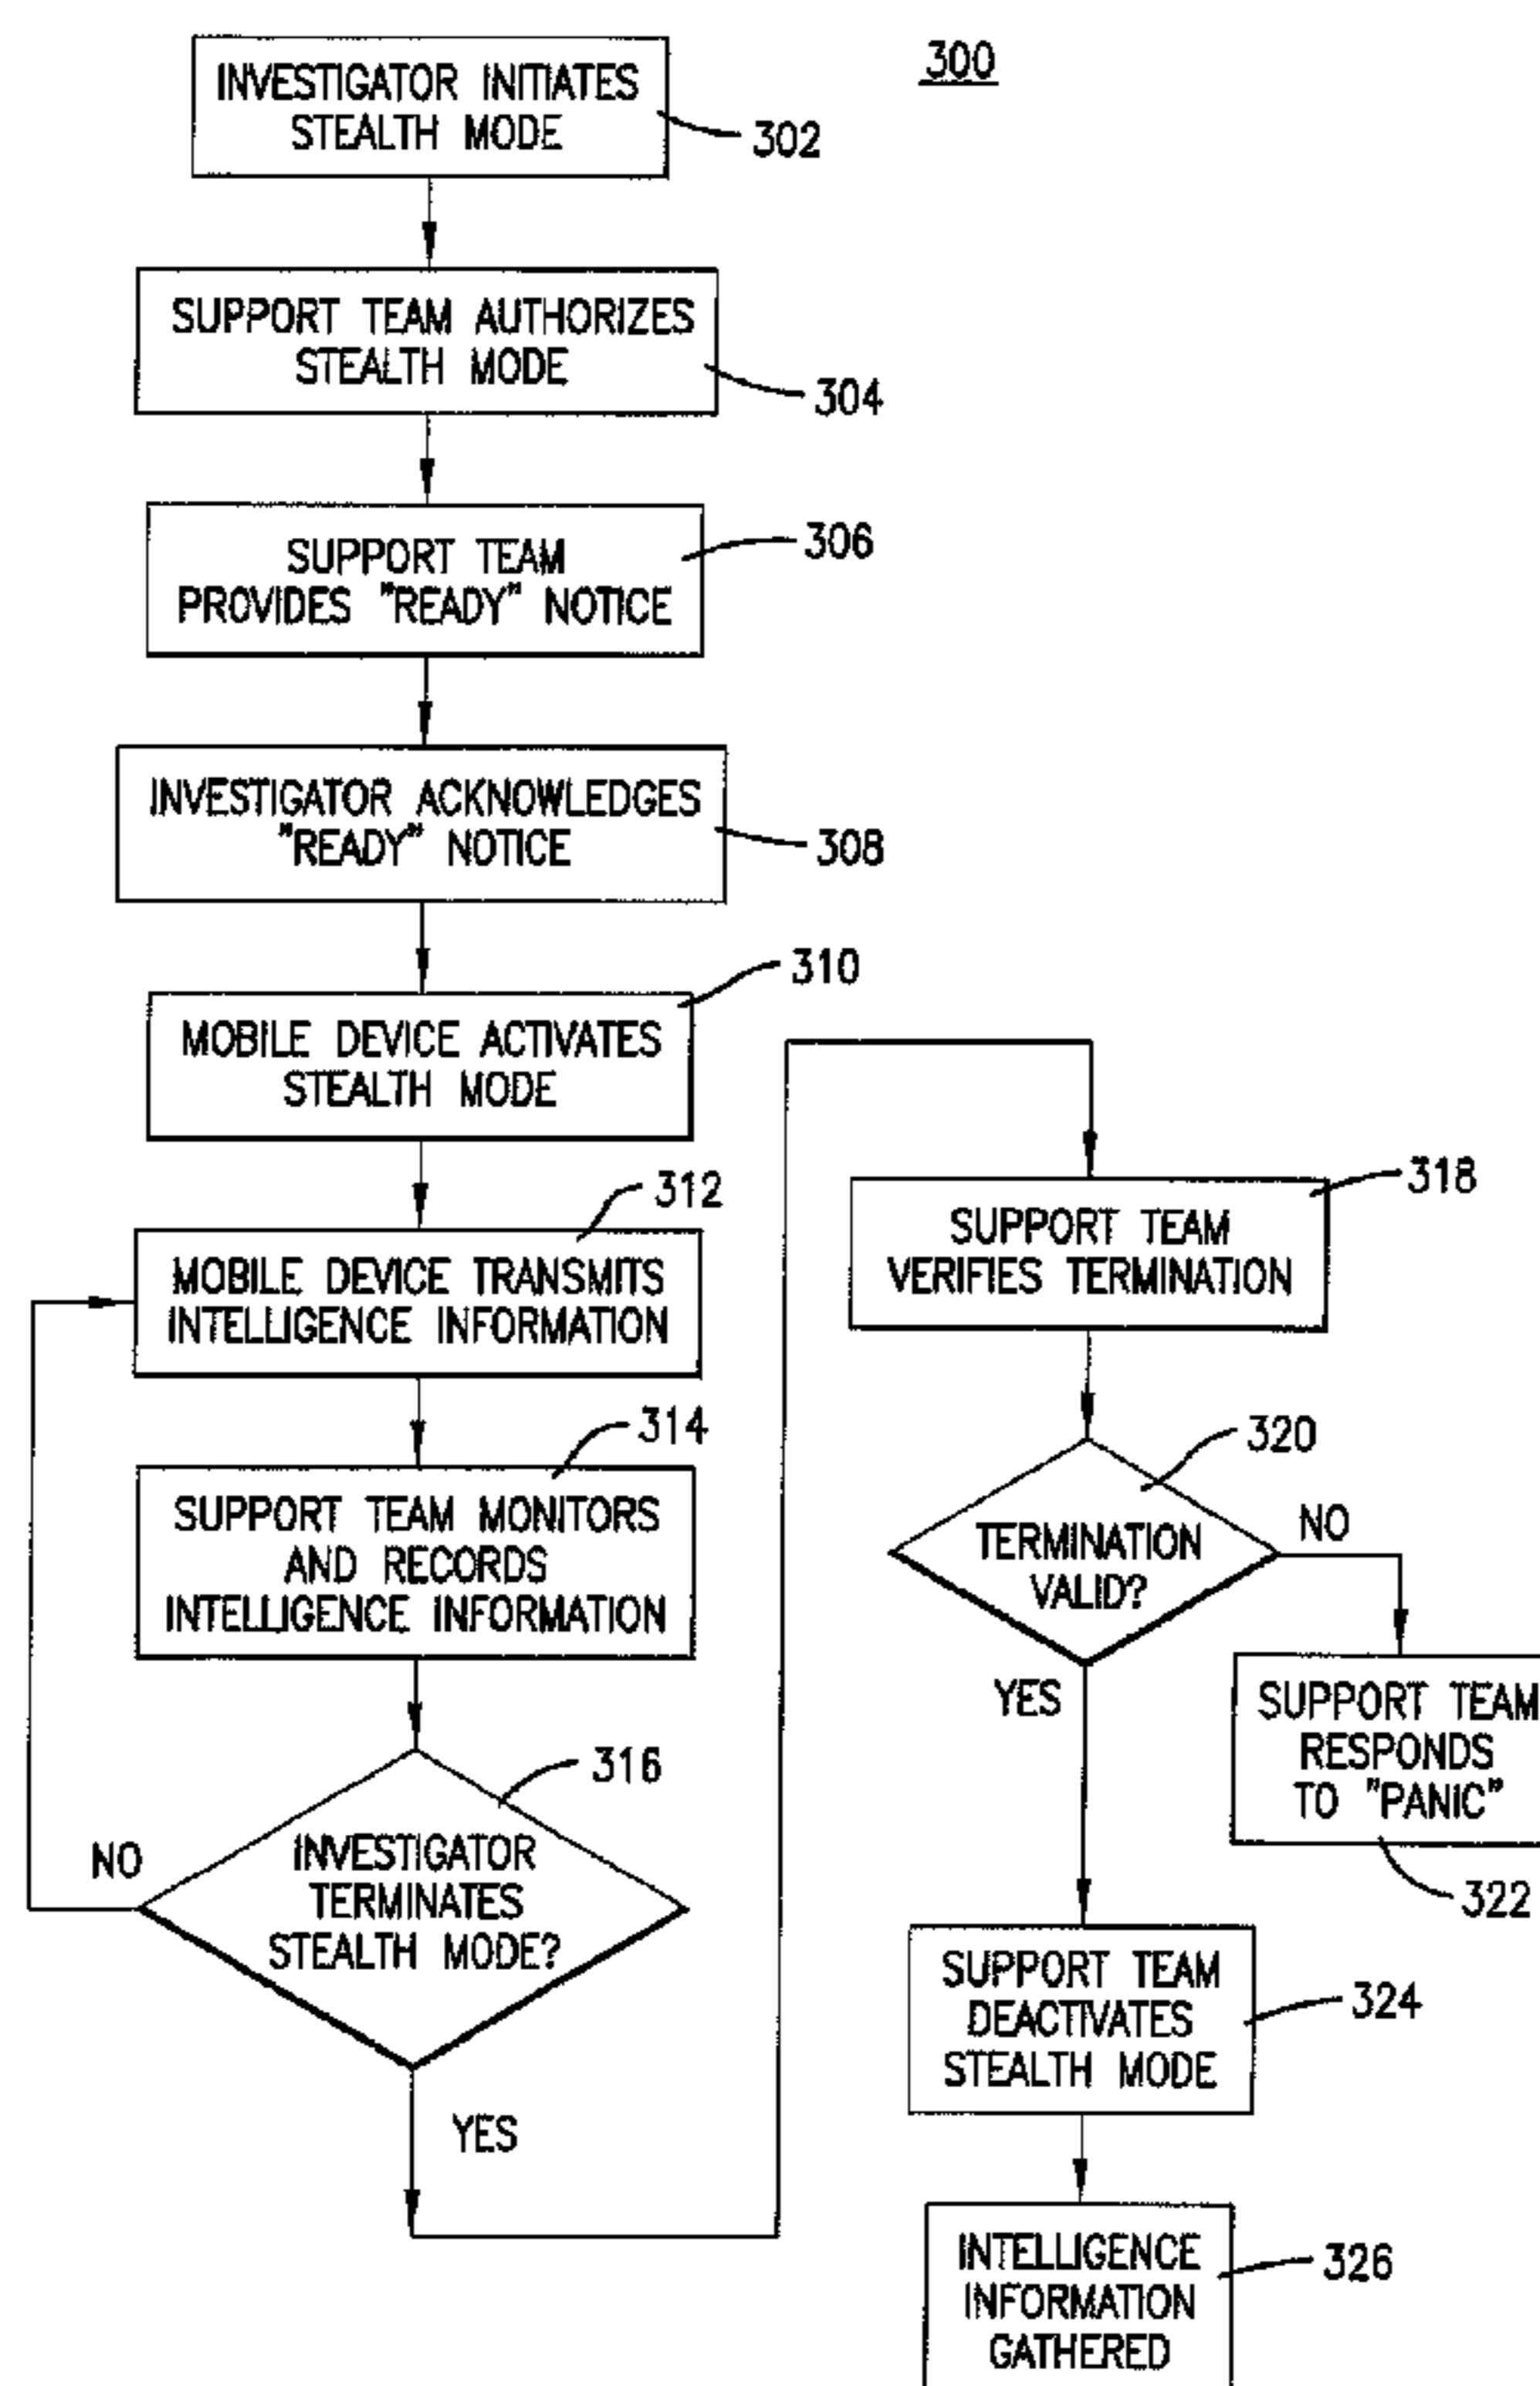 300
INVESTIGATOR INITIATES
STEALTH MODE
302
SUPPORT TEAM AUTHORIZES
STEALTH MODE
304
SUPPORT TEAM
PROVIDES "READY" NOTICE
306
INVESTIGATOR ACKNOWLEDGES
"READY" NOTICE
308
MOBILE DEVICE ACTIVATES
STEALTH MODE
310
MOBILE DEVICE TRANSMITS
INTELLIGENCE INFORMATION
312
SUPPORT TEAM MONITORS
AND RECORDS
INTELLIGENCE INFORMATION
314
INVESTIGATOR
TERMINATES
STEALTH MODE?
316
NO
YES
SUPPORT TEAM
VERIFIES TERMINATION
318
TERMINATION
VALID?
320
NO
YES
SUPPORT TEAM
RESPONDS
TO "PANIC"
322
SUPPORT TEAM
DEACTIVATES
STEALTH MODE
324
INTELLIGENCE
INFORMATION
GATHERED
326